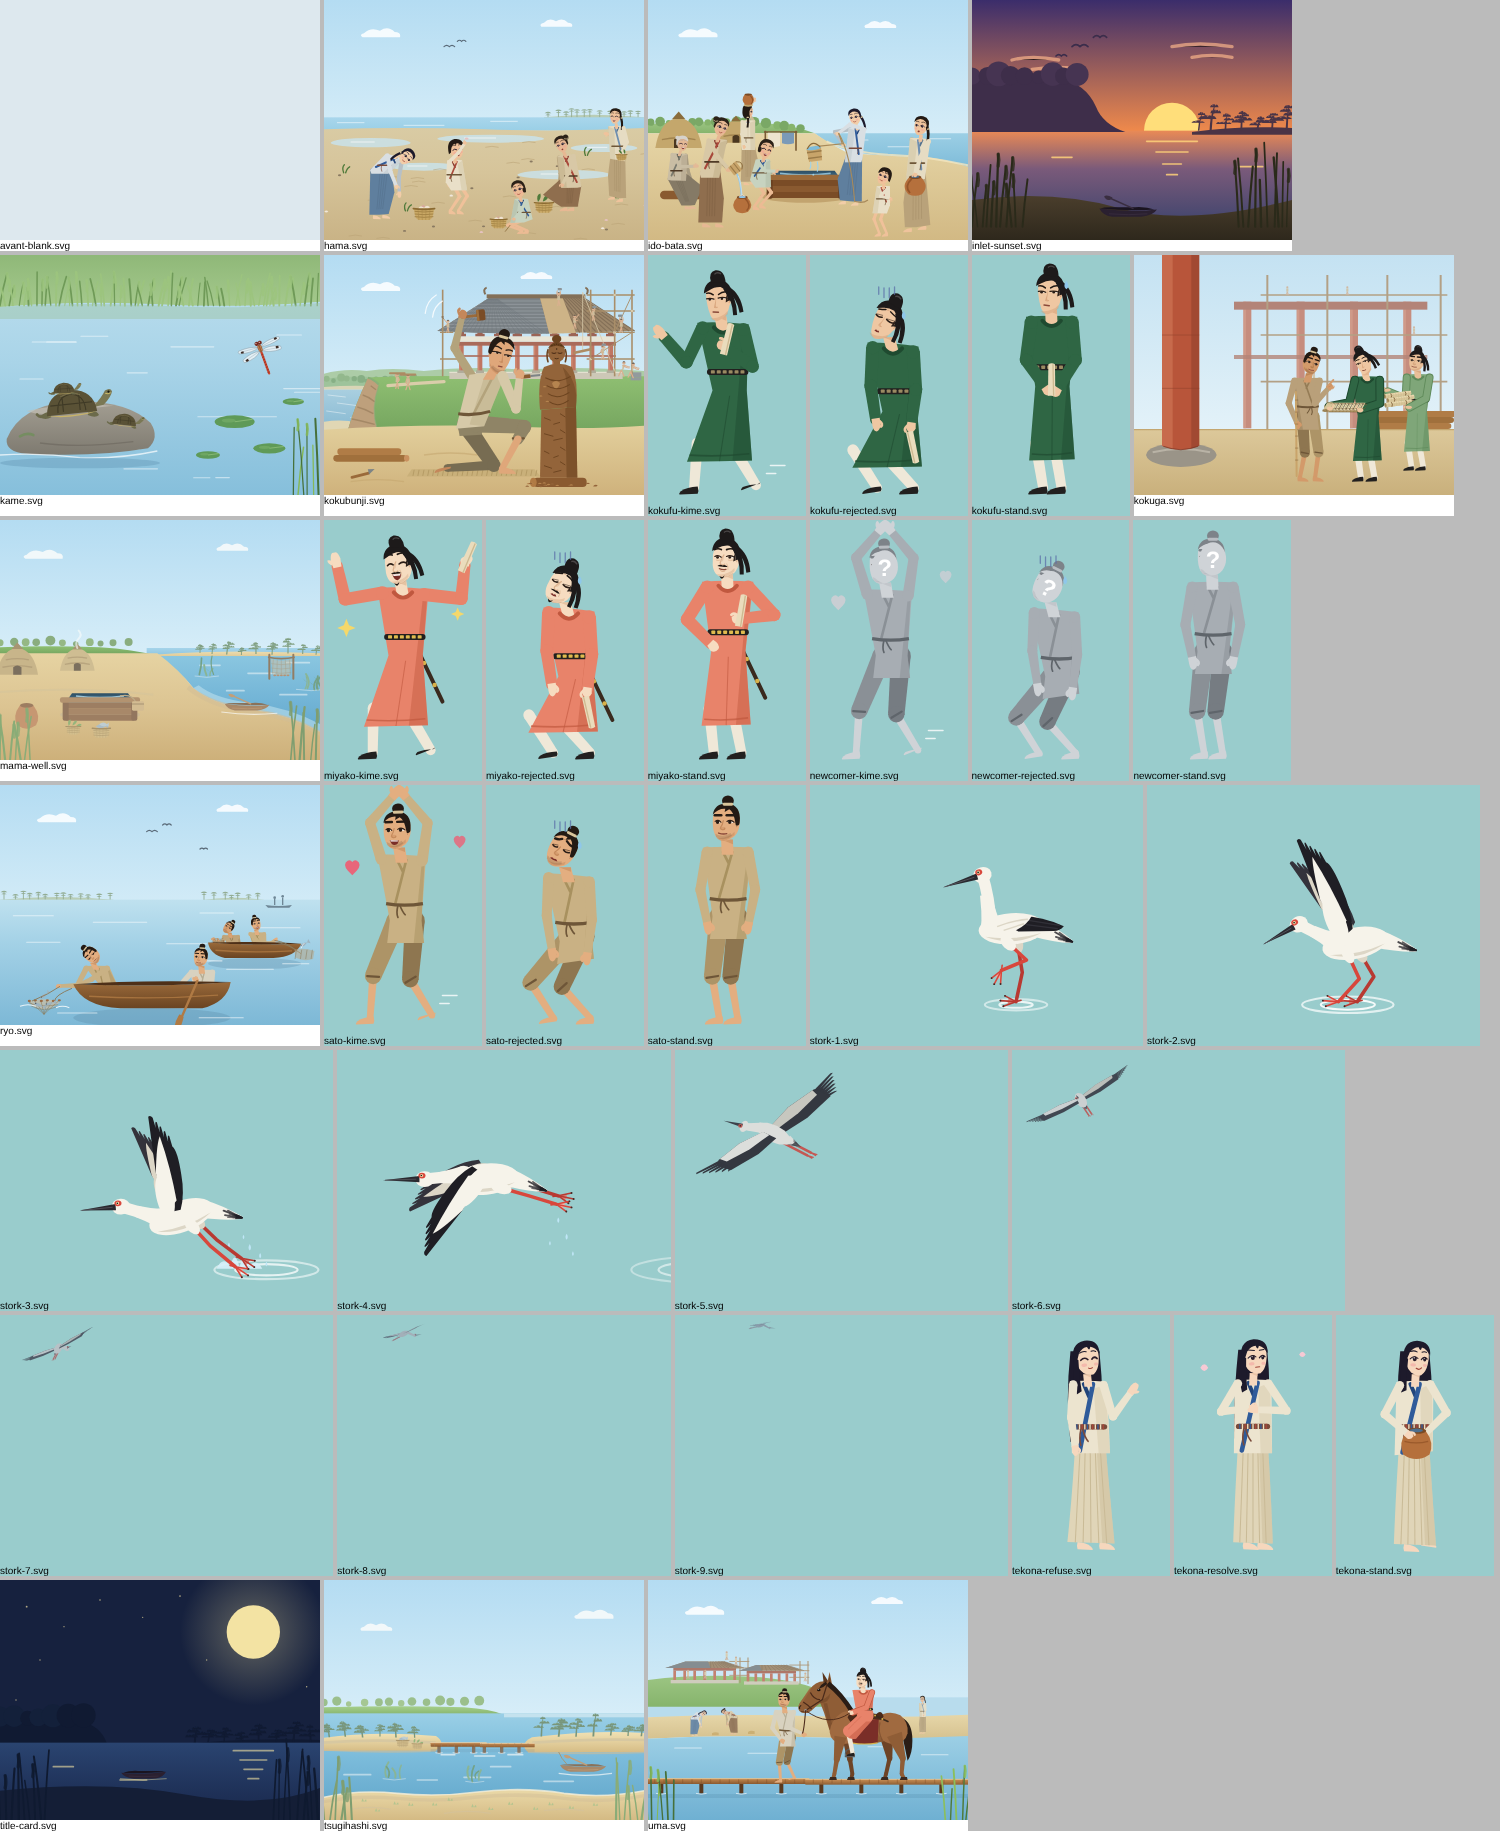 avant-blank.svg
hama.svg
ido-bata.svg
inlet-sunset.svg
kame.svg
kokubunji.svg
kokufu-kime.svg
kokufu-rejected.svg
kokufu-stand.svg
kokuga.svg
mama-well.svg
miyako-kime.svg
miyako-rejected.svg
miyako-stand.svg
?
newcomer-kime.svg
?
newcomer-rejected.svg
?
newcomer-stand.svg
ryo.svg
sato-kime.svg
sato-rejected.svg
sato-stand.svg
stork-1.svg
stork-2.svg
stork-3.svg
stork-4.svg
stork-5.svg
stork-6.svg
stork-7.svg
stork-8.svg
stork-9.svg
tekona-refuse.svg
tekona-resolve.svg
tekona-stand.svg
title-card.svg
tsugihashi.svg
uma.svg